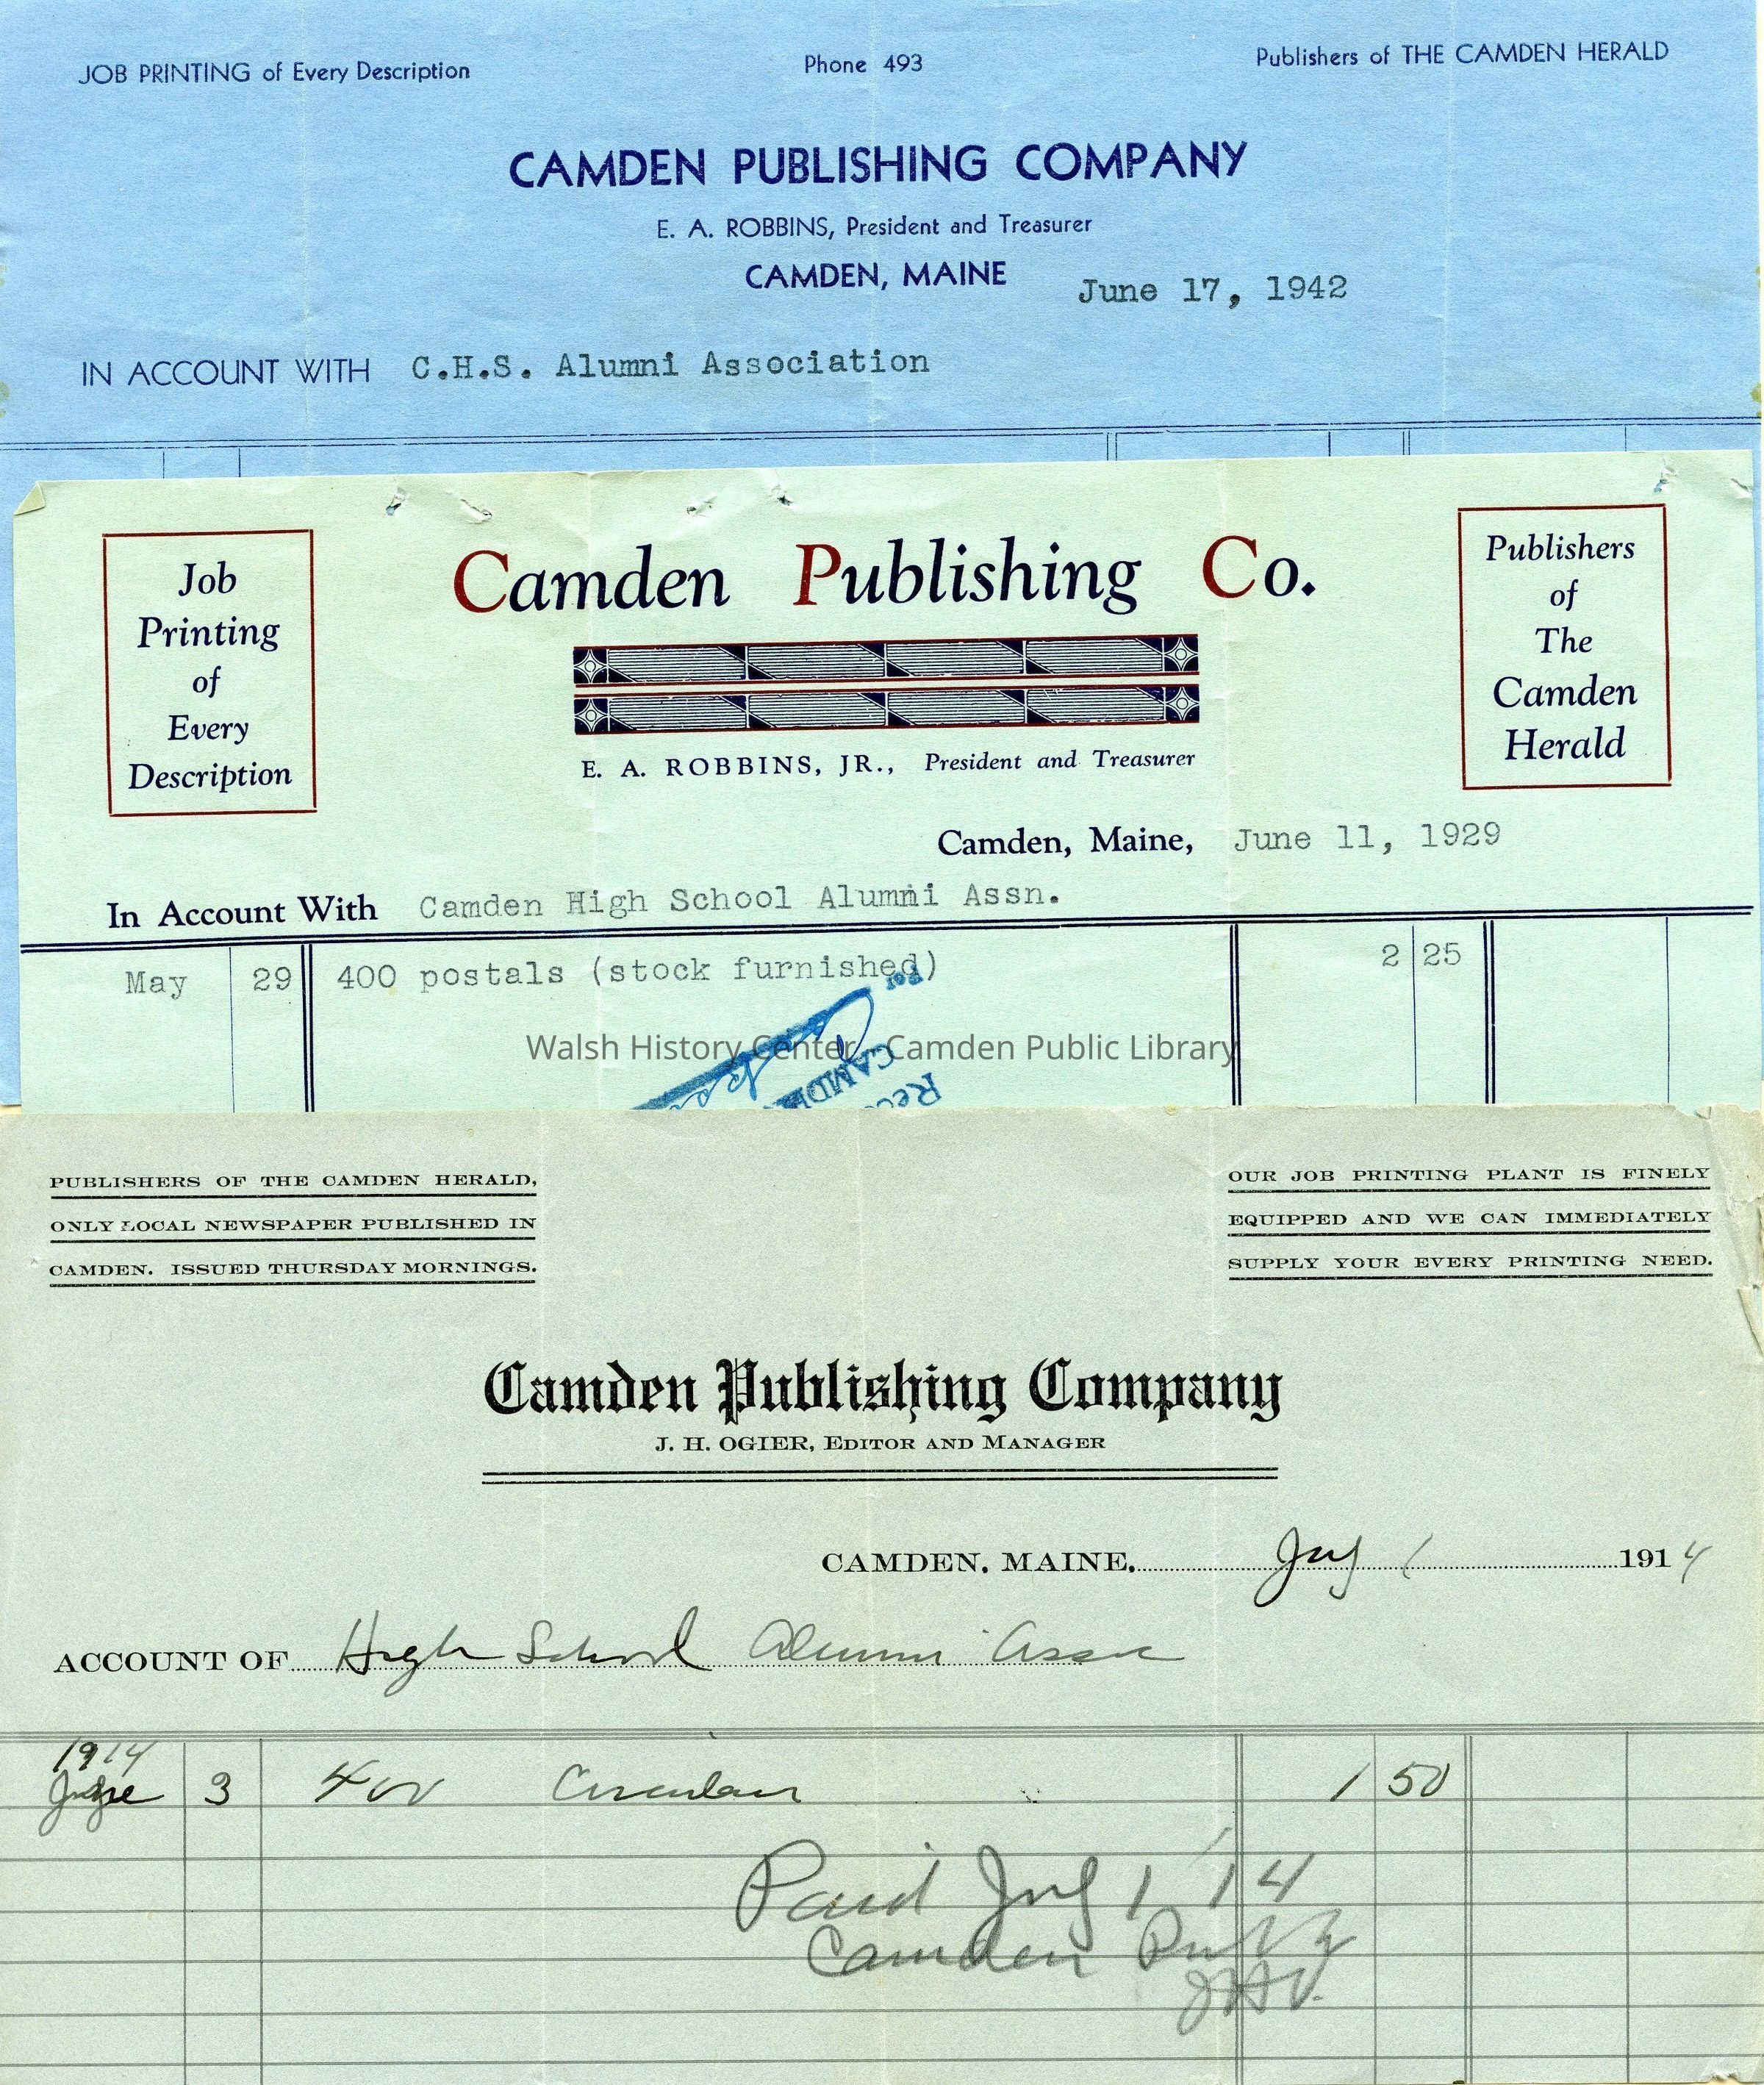 JOB PRINTING of Every Description
Phone 493
Publishers of THE CAMDEN HERALD
CAMDEN PUBLISHING COMPANY
E. A. ROBBINS, President and Treasurer
CAMDEN, MAINE June 17, 1942
IN ACCOUNT WITH C.H.S. Alumni Association
Job
Printing
of
Every
Description
Camden Publishing Co.
E. A. ROBBINS, JR., President and Treasurer
Publishers
of
The
Camden
Herald
Camden, Maine, June 11, 1929
In Account With Camden High School Alumni Assn.
May 29 400 postals (stock furnished) 2 25
Per
Walsh History Center, Camden Public Library
CAMDE
Rec
PUBLISHERS OF THE CAMDEN HERALD,
ONLY LOCAL NEWSPAPER PUBLISHED IN
CAMDEN. ISSUED THURSDAY MORNINGS.
OUR JOB PRINTING PLANT IS FINELY
EQUIPPED AND WE CAN IMMEDIATELY
SUPPLY YOUR EVERY PRINTING NEED.
Camden Publishing Company
J. H. OGIER, EDITOR AND MANAGER
CAMDEN, MAINE, July 1 1914
ACCOUNT OF High School Alumni Assn
1914
June 3 400 Circulars 1 50
Paid July 1 '14
Camden